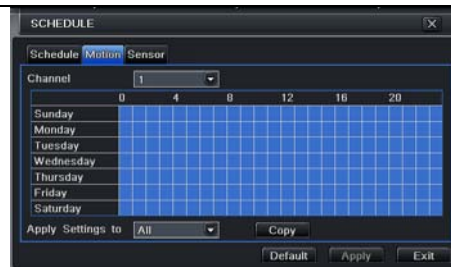 SCHEDULE X
Schedule Motion Sensor
Channel 1
0 4 8 12 16 20
Sunday
Monday
Tuesday
Wednesday
Thursday
Friday
Saturday
Apply Settings to All Copy
Default Apply Exit